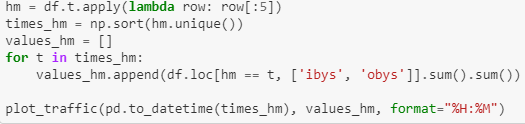 hm = df.t.apply(lambda row: row[:5])
times_hm = np.sort(hm.unique())
values_hm = []
for t in times_hm:
    values_hm.append(df.loc[hm == t, ['ibys', 'obys']].sum().sum())
plot_traffic(pd.to_datetime(times_hm), values_hm, format="%H:%M")